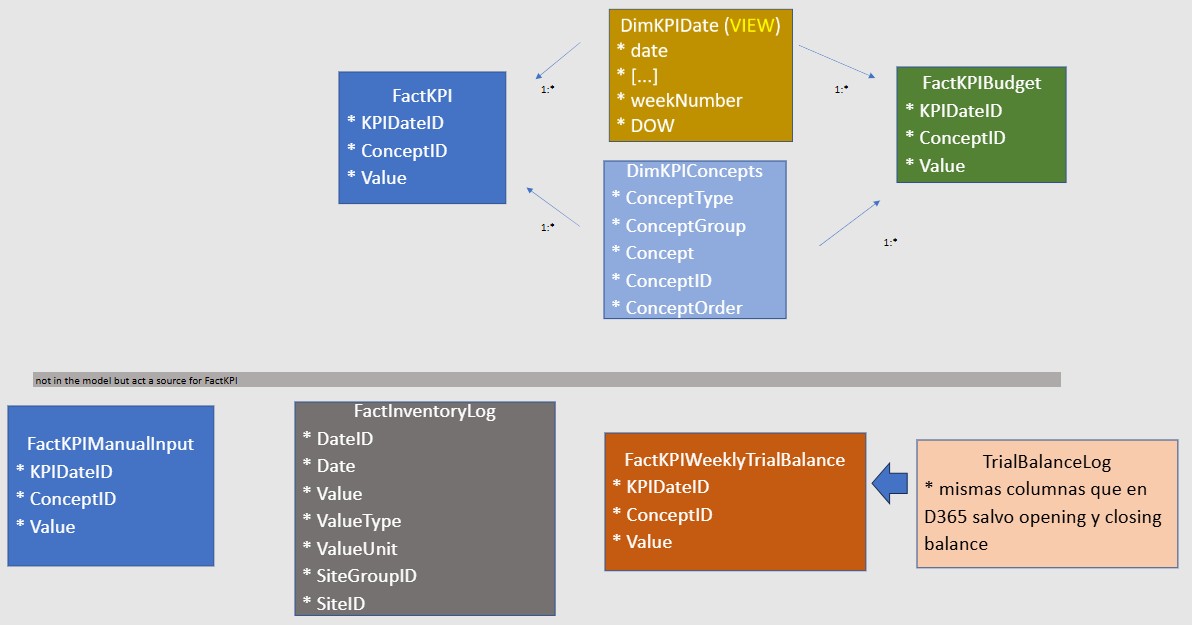 DimKPIDate (VIEW)
* date
* [...]
* weekNumber
* DOW
FactKPI
* KPIDateID
* ConceptID
* Value
1:*
1:*
FactKPIBudget
* KPIDateID
* ConceptID
* Value
DimKPIConcepts
* ConceptType
* ConceptGroup
* Concept
* ConceptID
* ConceptOrder
1:*
1:*
not in the model but act a source for FactKPI
FactKPIManualInput
* KPIDateID
* ConceptID
* Value
FactInventoryLog
* DateID
* Date
* Value
* ValueType
* ValueUnit
* SiteGroupID
* SiteID
FactKPIWeeklyTrialBalance
* KPIDateID
* ConceptID
* Value
TrialBalanceLog
* mismas columnas que en
D365 salvo opening y closing
balance